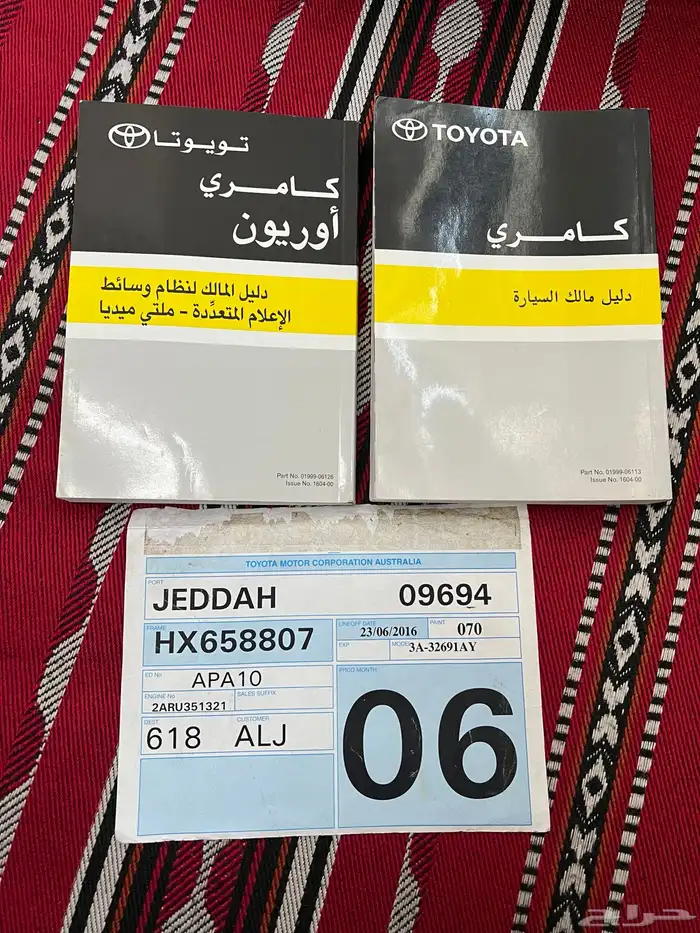 تويوتا
كامري
أوريون
دليل المالك لنظام وسائط
الإعلام المتعدِّدة - ملتي ميديا
Part No. 01999-06126
Issue No. 1604-00
TOYOTA
كامري
دليل مالك السيارة
Part No. 01999-06113
Issue No. 1604-00
TOYOTA MOTOR CORPORATION AUSTRALIA
PORT
JEDDAH 09694
FRAME
HX658807
LINEOFF DATE
23/06/2016
PAINT
070
EXP
MODEL
3A-32691AY
ED No
APA10
ENGINE No
2ARU351321
SALES SUFFIX
DEST
618
CUSTOMER
ALJ
PROD MONTH
06
حراج